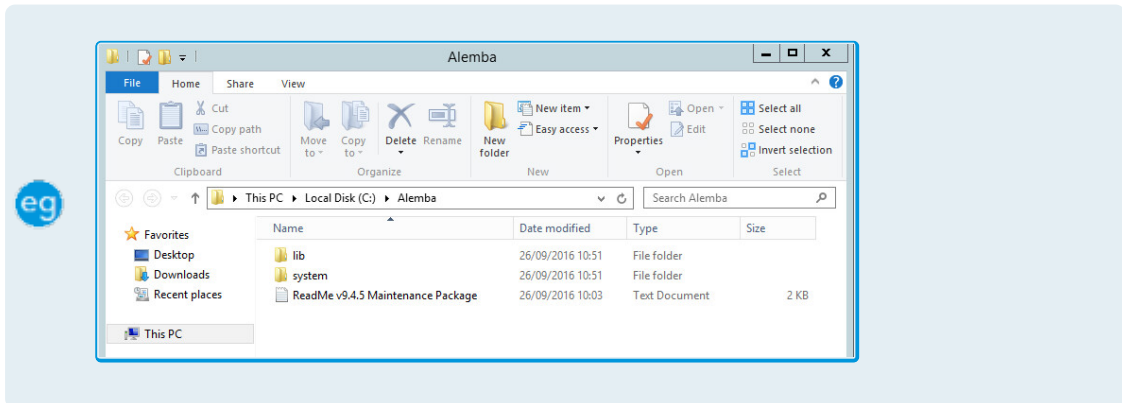 Alemba
File Home Share View
Copy
Paste
Cut
Copy path
Paste shortcut
Clipboard
Move to
Copy to
Delete
Rename
Organize
New folder
New item
Easy access
New
Properties
Open
Edit
Open
Select all
Select none
Invert selection
Select
eg
This PC Local Disk (C:) Alemba
Search Alemba
Favorites
Desktop
Downloads
Recent places
This PC
Name Date modified Type Size
lib 26/09/2016 10:51 File folder
system 26/09/2016 10:51 File folder
ReadMe v9.4.5 Maintenance Package 26/09/2016 10:03 Text Document 2 KB